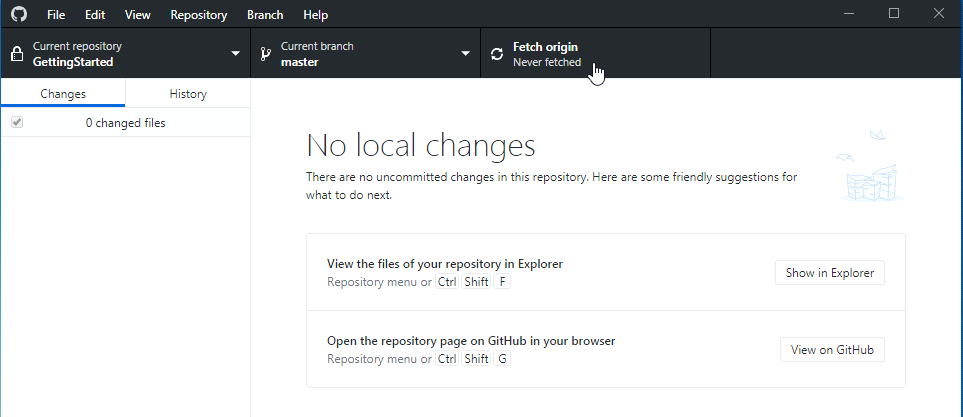 File Edit View Repository Branch Help
Current repository
GettingStarted
Current branch
master
Fetch origin
Never fetched
Changes
History
0 changed files
No local changes
There are no uncommitted changes in this repository. Here are some friendly suggestions for
what to do next.
View the files of your repository in Explorer
Repository menu or Ctrl Shift F
Show in Explorer
Open the repository page on GitHub in your browser
Repository menu or Ctrl Shift G
View on GitHub